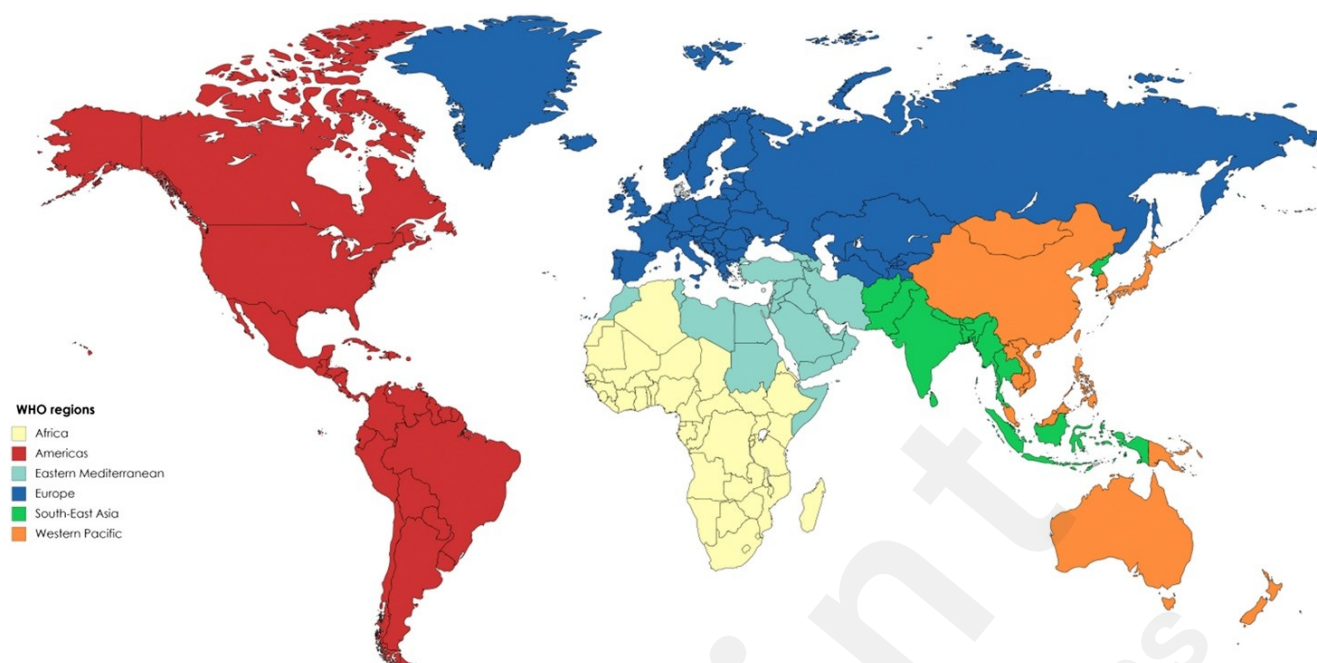 WHO regions
Africa
Americas
Eastern Mediterranean
Europe
South-East Asia
Western Pacific